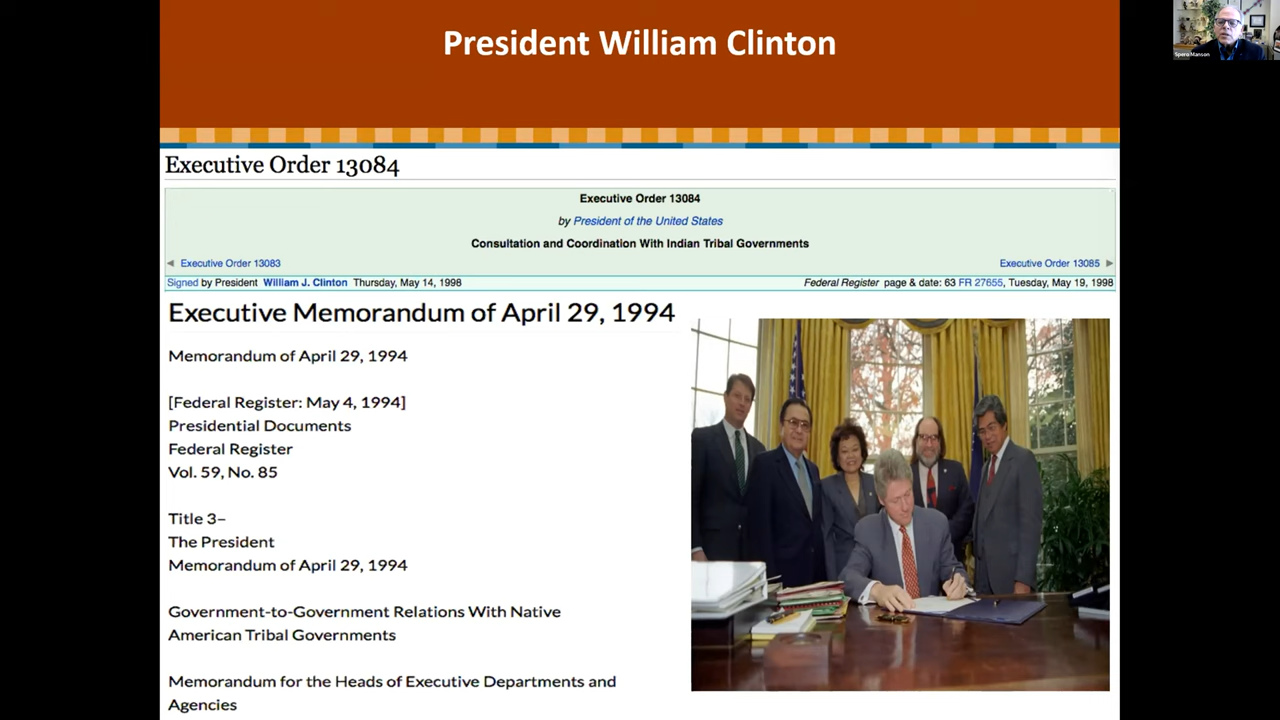 President William Clinton
Spero Manson
Executive Order 13084
Executive Order 13084
by President of the United States
Consultation and Coordination With Indian Tribal Governments
◀ Executive Order 13083
Executive Order 13085 ▶
Signed by President William J. Clinton Thursday, May 14, 1998
Federal Register page & date: 63 FR 27655, Tuesday, May 19, 1998
Executive Memorandum of April 29, 1994
Memorandum of April 29, 1994
[Federal Register: May 4, 1994]
Presidential Documents
Federal Register
Vol. 59, No. 85
Title 3–
The President
Memorandum of April 29, 1994
Government-to-Government Relations With Native
American Tribal Governments
Memorandum for the Heads of Executive Departments and
Agencies